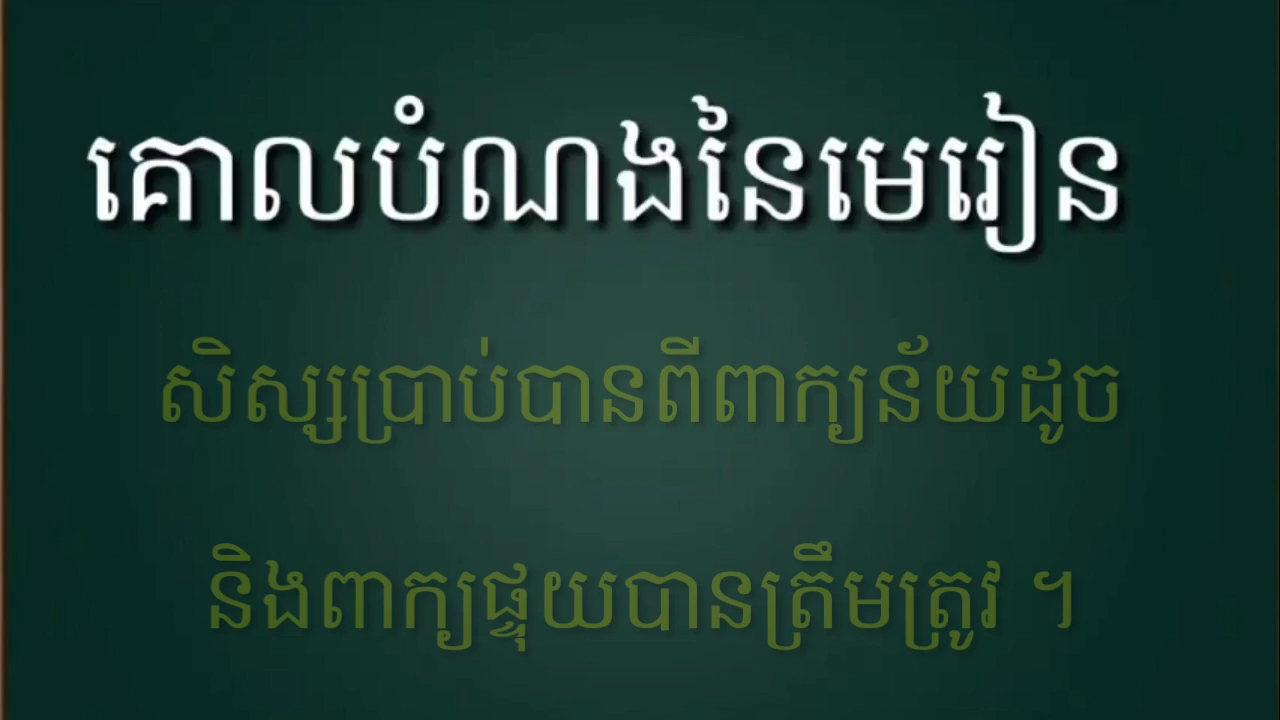 គោលបំណងនៃមេរៀន
សិស្សប្រាប់បានពីពាក្យន័យដូច
និងពាក្យផ្ទុយបានត្រឹមត្រូវ ។